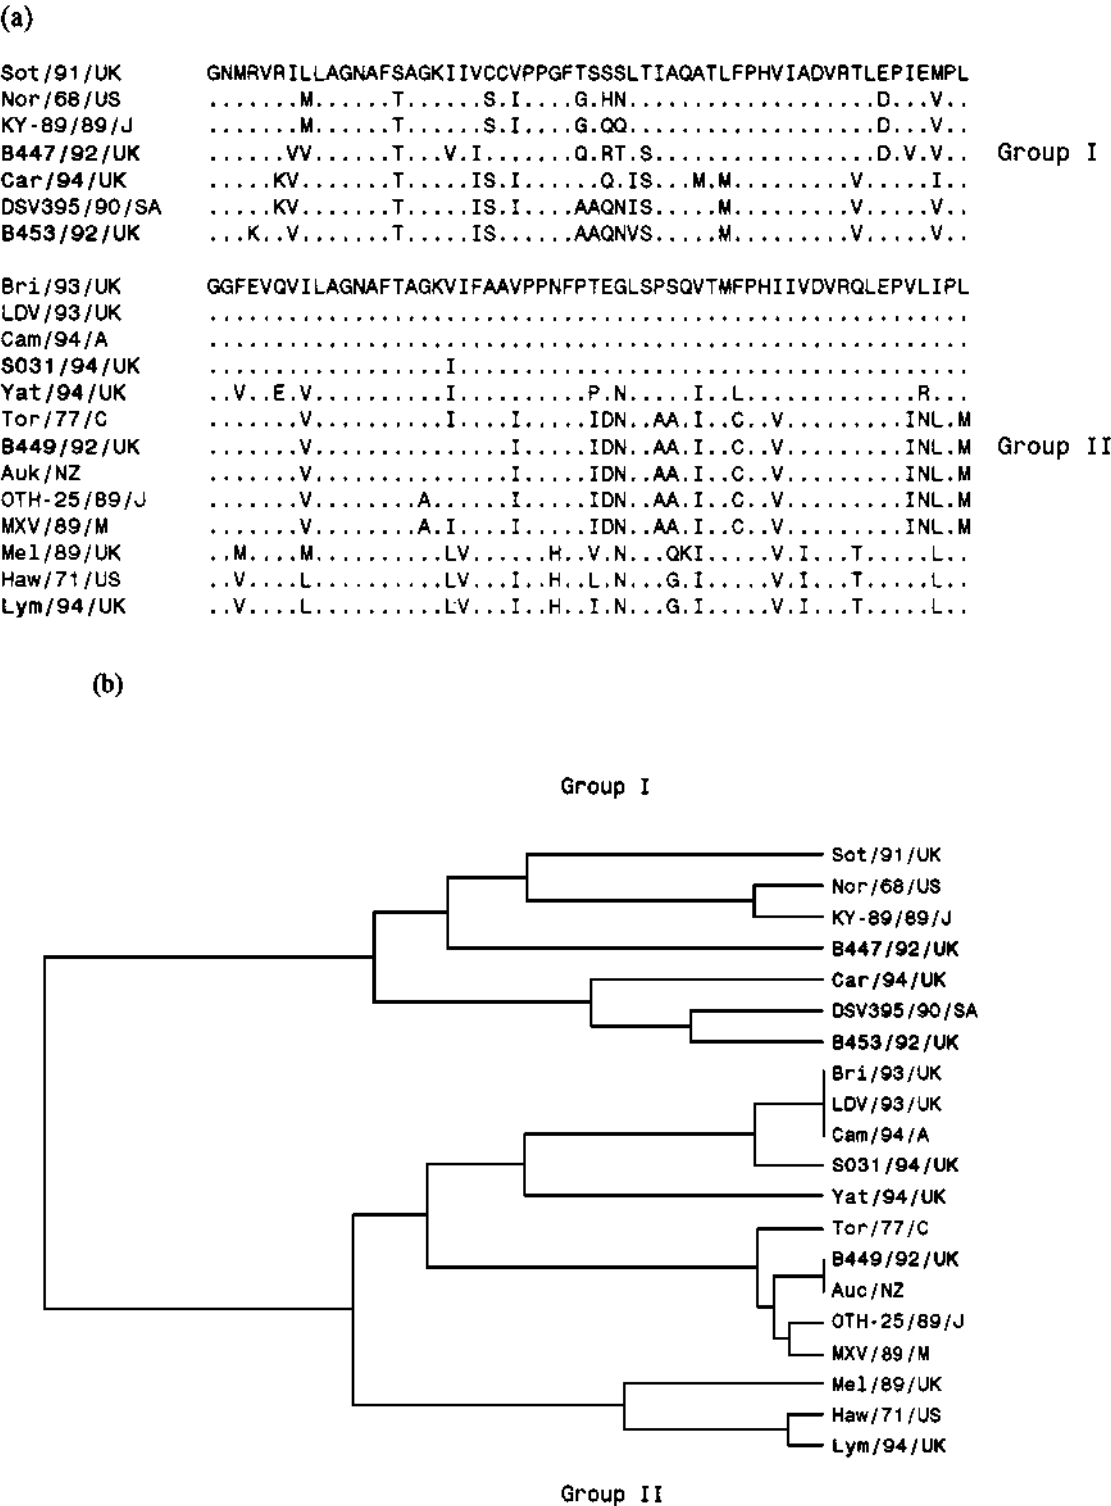 (a)
Sot/91/UK GNMRVRILLAGNAFSAGKIIVCCVPPGFTSSSLTIAQATLFPHVIADVRTLEPIEMPL
Nor/68/US .......M......T......S.I....G.HN...................D...V..
KY-89/89/J .......M......T......S.I....G.QQ...................D...V..
B447/92/UK ......VV......T...V.I.......Q.RT.S.................D.V.V..
Group I
Car/94/UK .....KV.......T.....IS.I......Q.IS...M.M.........V.....I..
DSV395/90/SA .....KV.......T.....IS.I....AAQNIS.....M.........V.....V..
B453/92/UK ...K..V.......T.....IS......AAQNVS.....M.........V.....V..
Bri/93/UK GGFEVQVILAGNAFTAGKVIFAAVPPNFPTEGLSPSQVTMFPHIIVDVRQLEPVLIPL
LDV/93/UK ..........................................................
Cam/94/A ..........................................................
S031/94/UK ..................I.......................................
Yat/94/UK ..V..E.V..........I..........P.N.....I..L.............R...
Tor/77/C .......V..........I....I.....IDN..AA.I..C..V.........INL.M
B449/92/UK .......V...............I.....IDN..AA.I..C..V.........INL.M
Group II
Auk/NZ .......V...............I.....IDN..AA.I..C..V.........INL.M
OTH-25/89/J .......V........A......I.....IDN..AA.I..C..V.........INL.M
MXV/89/M .......V........A.I....I.....IDN..AA.I..C..V.........INL.M
Mel/89/UK ..M....M..........LV......H..V.N...QKI.....V.I...T.....L..
Haw/71/US ..V....L..........LV...I..H..L.N...G.I.....V.I...T.....L..
Lym/94/UK ..V....L..........LV...I..H..I.N...G.I.....V.I...T.....L..
(b)
Group I
Sot/91/UK
Nor/68/US
KY-89/89/J
B447/92/UK
Car/94/UK
DSV395/90/SA
B453/92/UK
Bri/93/UK
LDV/93/UK
Cam/94/A
S031/94/UK
Yat/94/UK
Tor/77/C
B449/92/UK
Auc/NZ
OTH-25/89/J
MXV/89/M
Mel/89/UK
Haw/71/US
Lym/94/UK
Group II